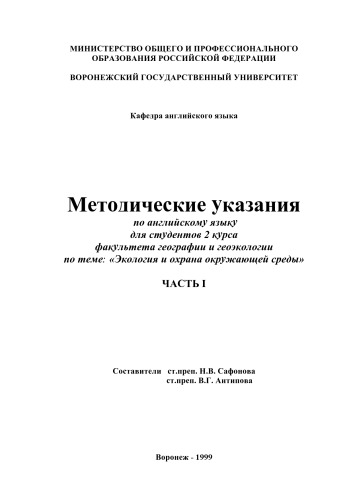 МИНИСТЕРСТВО ОБЩЕГО И ПРОФЕССИОНАЛЬНОГО
ОБРАЗОВАНИЯ РОССИЙСКОЙ ФЕДЕРАЦИИ
ВОРОНЕЖСКИЙ ГОСУДАРСТВЕННЫЙ УНИВЕРСИТЕТ
Кафедра английского языка
Методические указания
по английскому языку
для студентов 2 курса
факультета географии и геоэкологии
по теме: «Экология и охрана окружающей среды»
ЧАСТЬ I
Составители ст.преп. Н.В. Сафонова
ст.преп. В.Г. Антипова
Воронеж - 1999